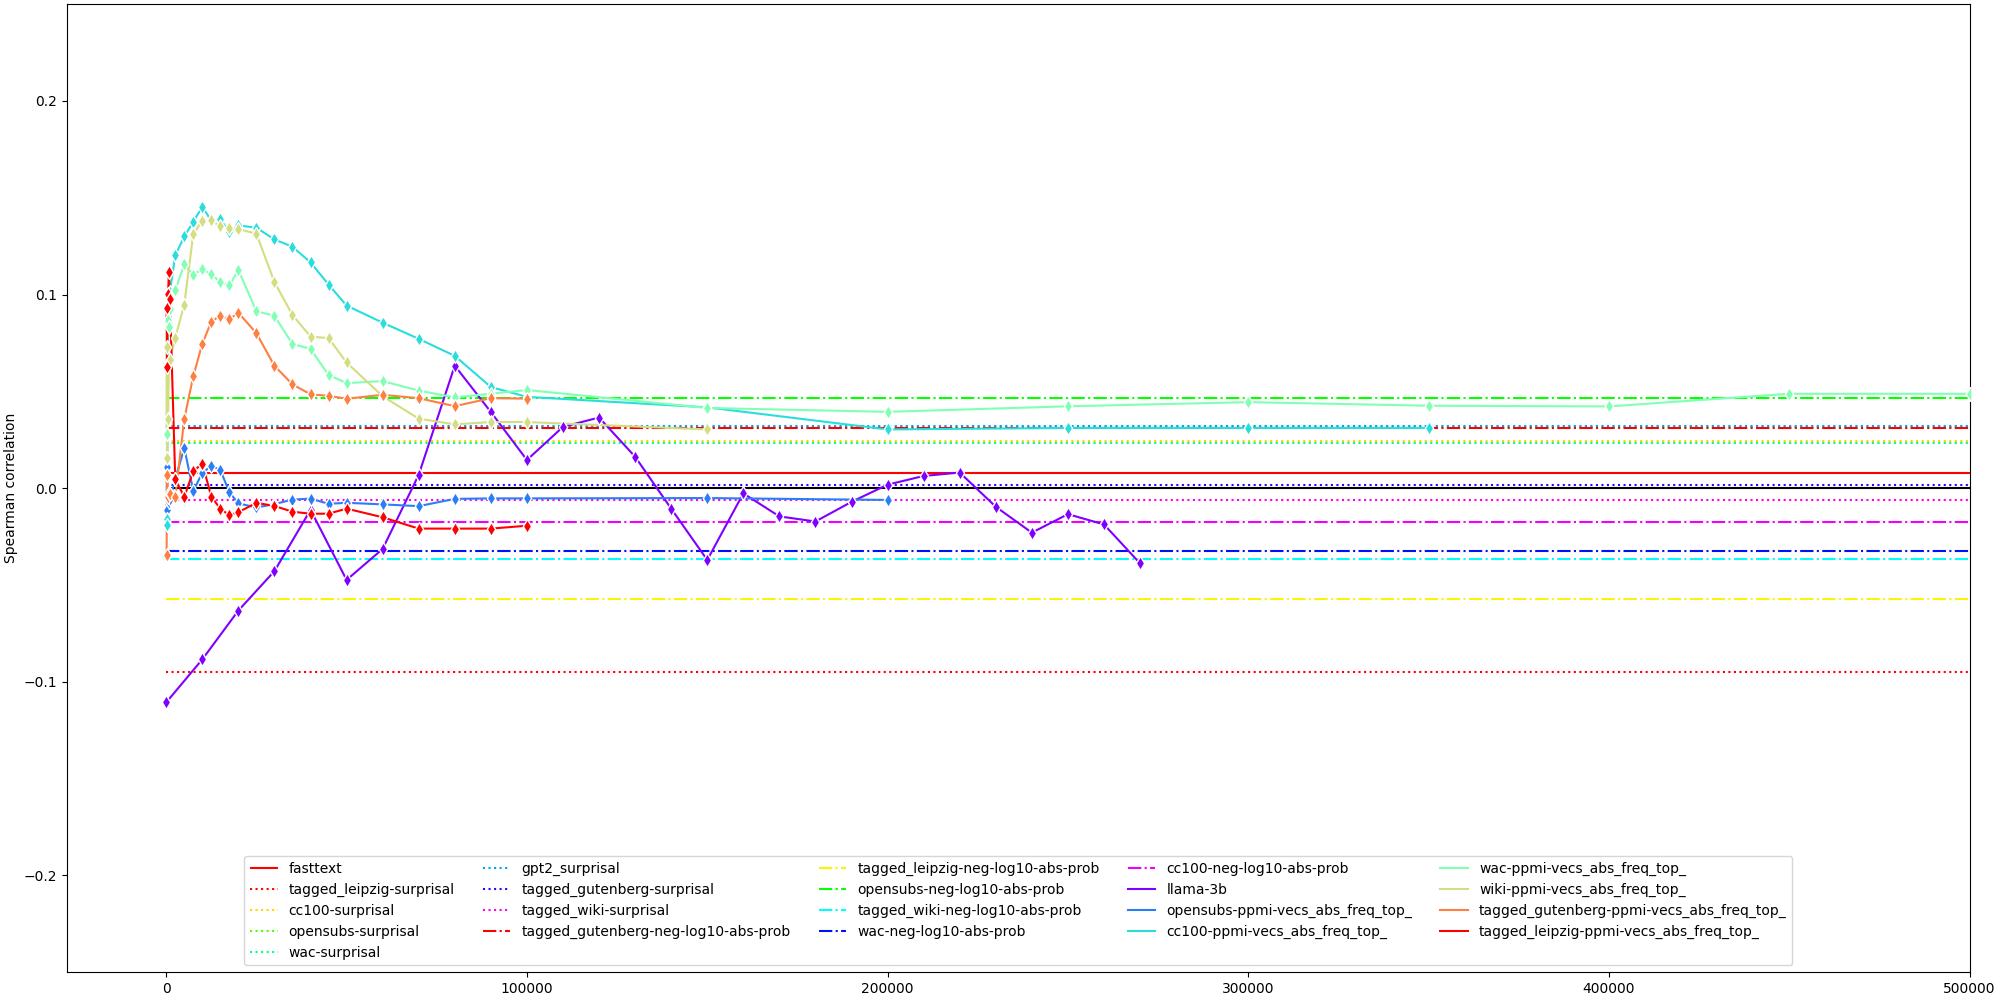 0.2
0.1
0.0
−0.1
−0.2
Spearman correlation
fasttext
tagged_leipzig-surprisal
cc100-surprisal
opensubs-surprisal
wac-surprisal
gpt2_surprisal
tagged_gutenberg-surprisal
tagged_wiki-surprisal
tagged_gutenberg-neg-log10-abs-prob
tagged_leipzig-neg-log10-abs-prob
opensubs-neg-log10-abs-prob
tagged_wiki-neg-log10-abs-prob
wac-neg-log10-abs-prob
cc100-neg-log10-abs-prob
llama-3b
opensubs-ppmi-vecs_abs_freq_top_
cc100-ppmi-vecs_abs_freq_top_
wac-ppmi-vecs_abs_freq_top_
wiki-ppmi-vecs_abs_freq_top_
tagged_gutenberg-ppmi-vecs_abs_freq_top_
tagged_leipzig-ppmi-vecs_abs_freq_top_
0 100000 200000 300000 400000 500000